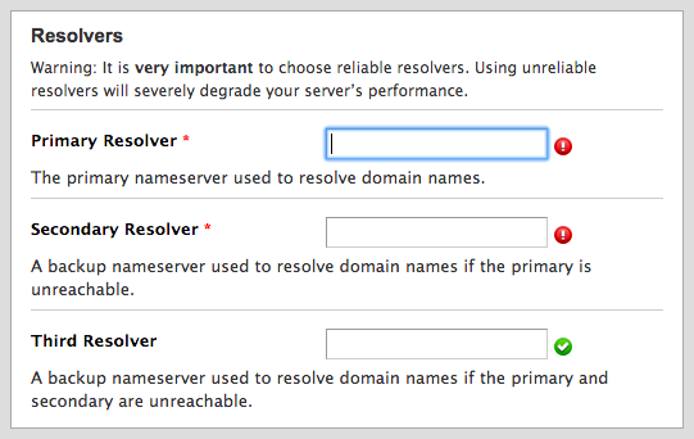 Resolvers
Warning: It is very important to choose reliable resolvers. Using unreliable
resolvers will severely degrade your server's performance.
Primary Resolver *
The primary nameserver used to resolve domain names.
Secondary Resolver *
A backup nameserver used to resolve domain names if the primary is
unreachable.
Third Resolver
A backup nameserver used to resolve domain names if the primary and
secondary are unreachable.